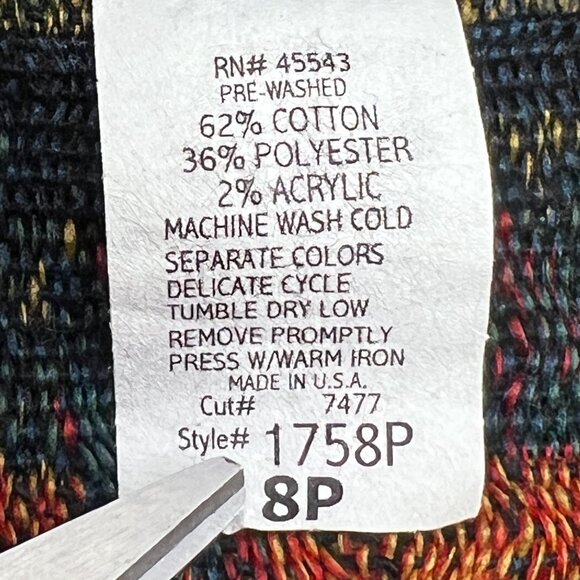 RN# 45543
PRE-WASHED
62% COTTON
36% POLYESTER
2% ACRYLIC
MACHINE WASH COLD
SEPARATE COLORS
DELICATE CYCLE
TUMBLE DRY LOW
REMOVE PROMPTLY
PRESS W/WARM IRON
MADE IN U.S.A.
Cut# 7477
Style# 1758P
8P